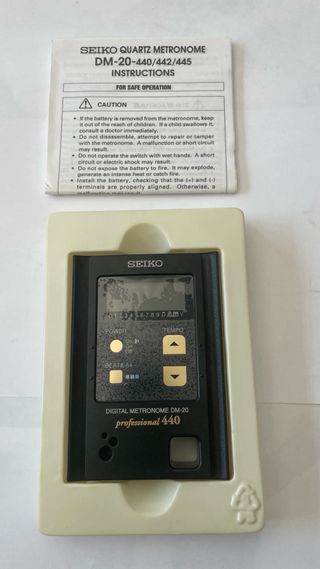 SEIKO QUARTZ METRONOME
DM-20-440/442/445
INSTRUCTIONS
FOR SAFE OPERATION
CAUTION
• If the battery is removed from the metronome, keep
it out of the reach of children. If a child swallows it,
consult a doctor immediately.
• Do not disassemble, attempt to repair or tamper
with the metronome. A malfunction or short circuit
may result.
• Do not operate the switch with wet hands. A short
circuit or electric shock may result.
• Do not expose the battery to fire. It may explode,
generate an intense heat or catch fire.
• Install the battery, checking that the (+) and (-)
terminals are properly aligned. Otherwise, a
malfunction may result.
SEIKO
POWER
TEMPO
BEAT
DIGITAL METRONOME DM-20
professional 440